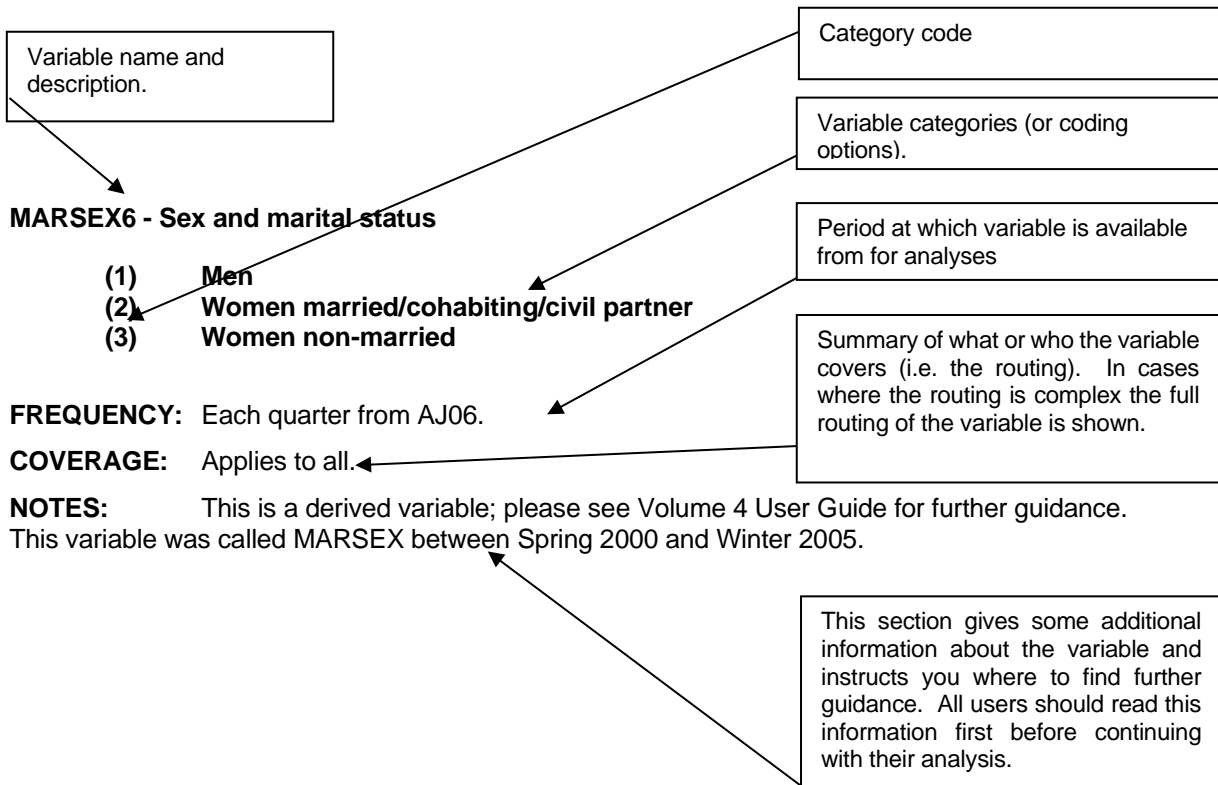 Variable name and
description.
Category code
Variable categories (or coding
options).
MARSEX6 - Sex and marital status
Period at which variable is available
from for analyses
(1) Men
(2) Women married/cohabiting/civil partner
(3) Women non-married
Summary of what or who the variable
covers (i.e. the routing). In cases
where the routing is complex the full
routing of the variable is shown.
FREQUENCY: Each quarter from AJ06.
COVERAGE: Applies to all.
NOTES: This is a derived variable; please see Volume 4 User Guide for further guidance.
This variable was called MARSEX between Spring 2000 and Winter 2005.
This section gives some additional
information about the variable and
instructs you where to find further
guidance. All users should read this
information first before continuing
with their analysis.